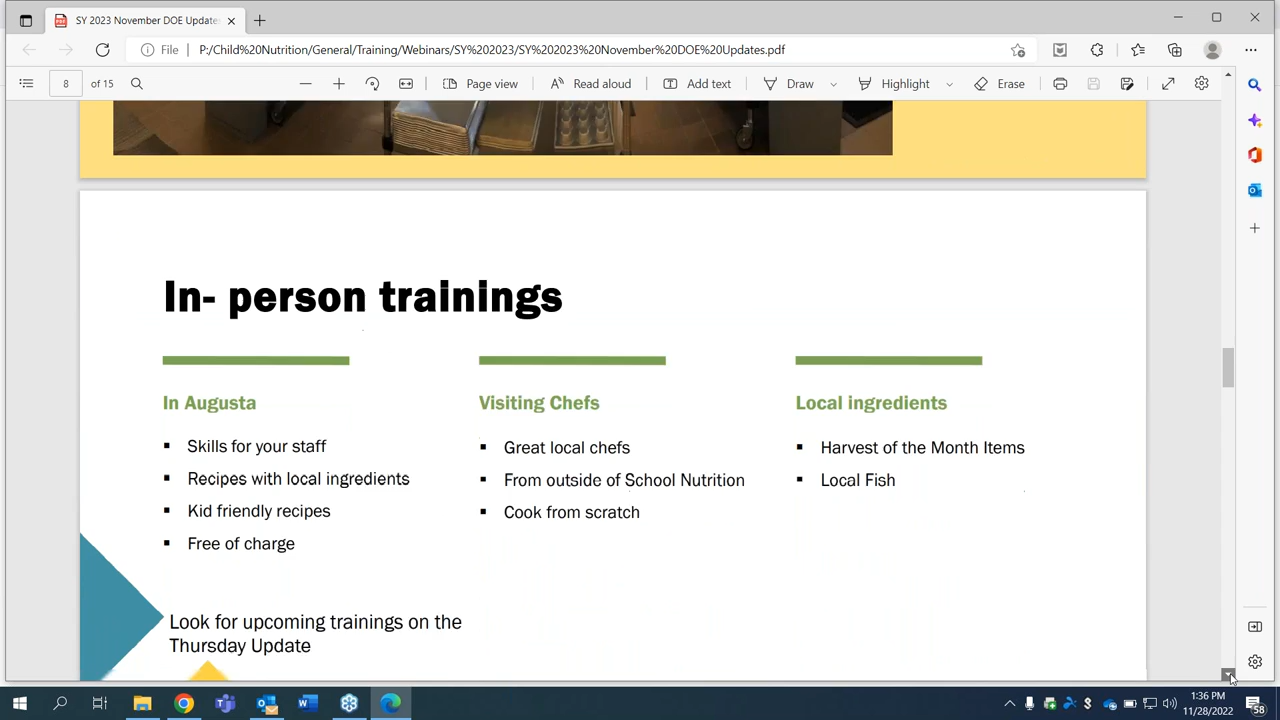 SY 2023 November DOE Update
File
P:/Child%20Nutrition/General/Training/Webinars/SY%202023/SY%202023%20November%20DOE%20Updates.pdf
8 of 15
Page view
Read aloud
Add text
Draw
Highlight
Erase
In- person trainings
In Augusta
Skills for your staff
Recipes with local ingredients
Kid friendly recipes
Free of charge
Visiting Chefs
Great local chefs
From outside of School Nutrition
Cook from scratch
Local ingredients
Harvest of the Month Items
Local Fish
Look for upcoming trainings on the
Thursday Update
1:36 PM
11/28/2022
58